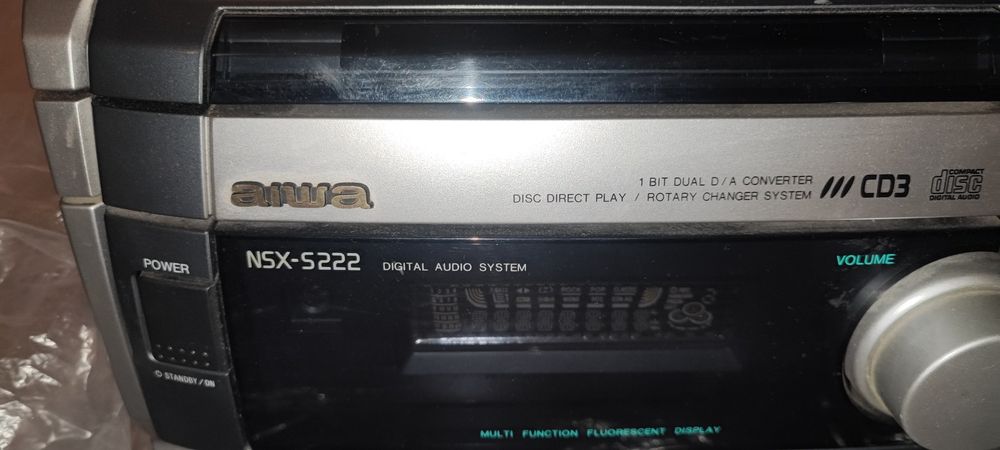 aiwa
1 BIT DUAL D/A CONVERTER
DISC DIRECT PLAY / ROTARY CHANGER SYSTEM
CD3
COMPACT
disc
DIGITAL AUDIO
POWER
NSX-S222 DIGITAL AUDIO SYSTEM
VOLUME
STANDBY/ON
MULTI FUNCTION FLUORESCENT DISPLAY